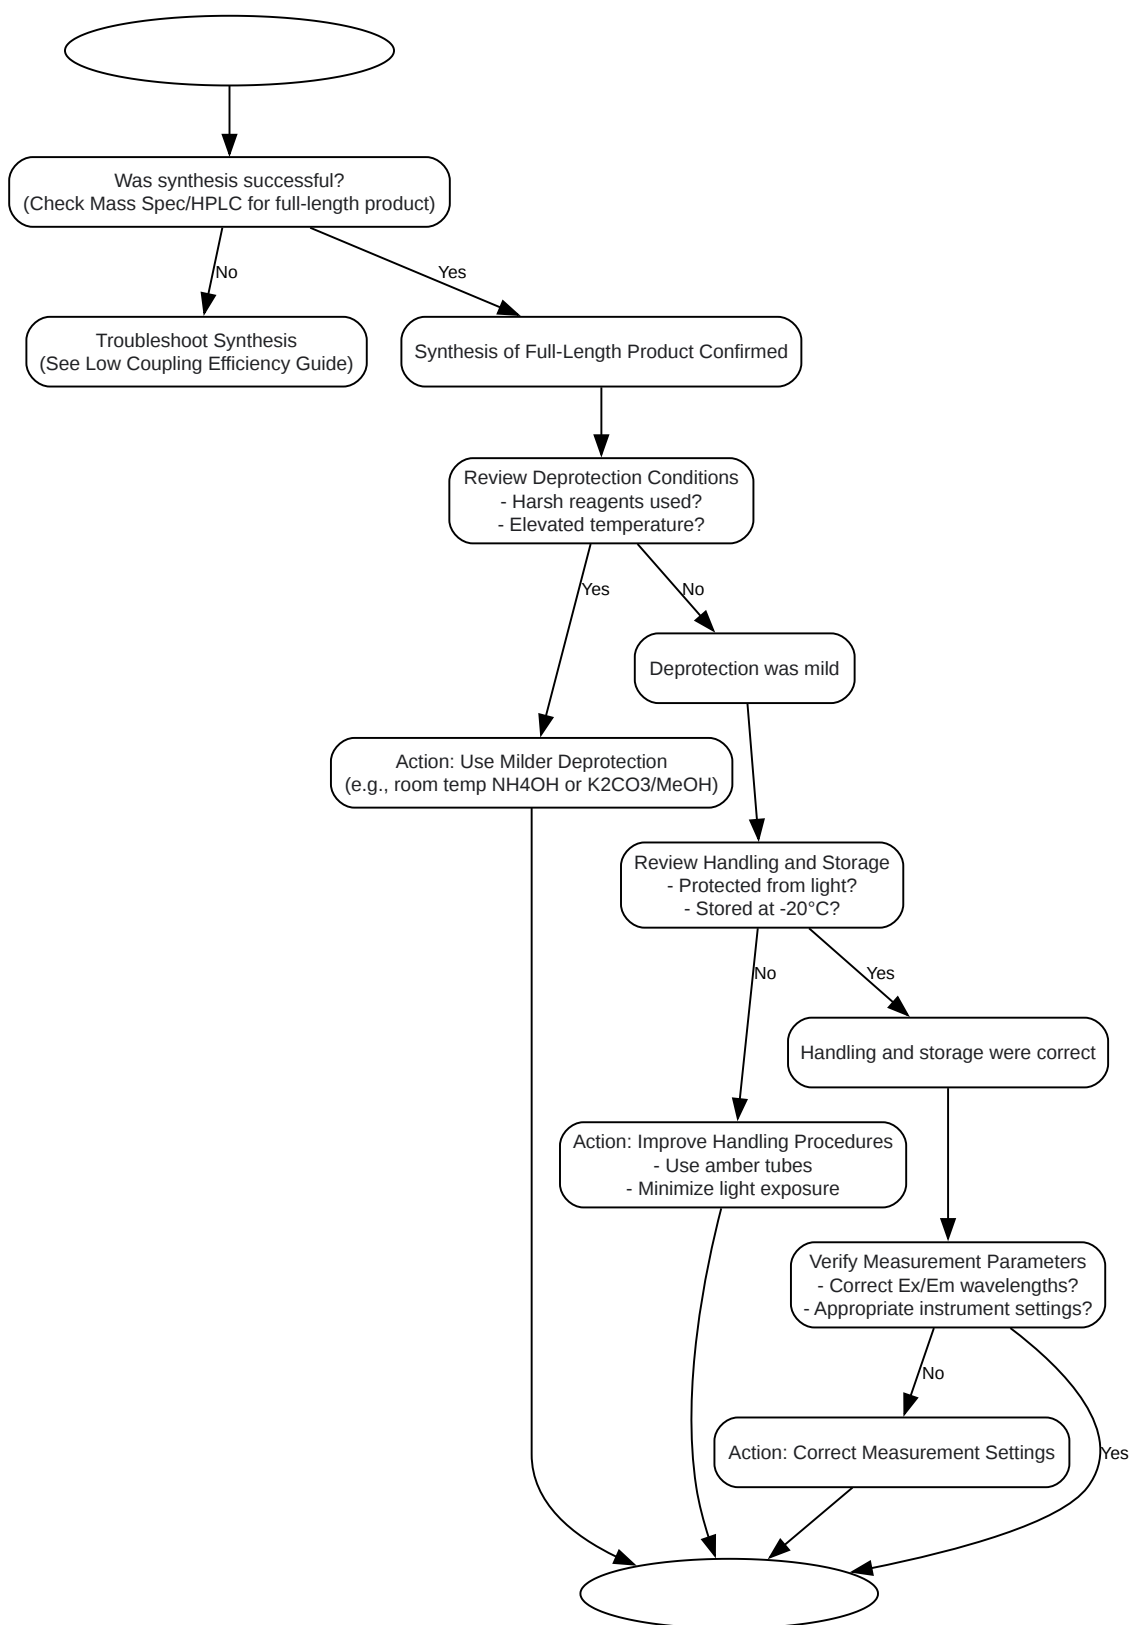 Was synthesis successful?
(Check Mass Spec/HPLC for full-length product)
No
Yes
Troubleshoot Synthesis
(See Low Coupling Efficiency Guide)
Synthesis of Full-Length Product Confirmed
Review Deprotection Conditions
- Harsh reagents used?
- Elevated temperature?
Yes
No
Deprotection was mild
Action: Use Milder Deprotection
(e.g., room temp NH4OH or K2CO3/MeOH)
Review Handling and Storage
- Protected from light?
- Stored at -20°C?
No
Yes
Handling and storage were correct
Action: Improve Handling Procedures
- Use amber tubes
- Minimize light exposure
Verify Measurement Parameters
- Correct Ex/Em wavelengths?
- Appropriate instrument settings?
No
Action: Correct Measurement Settings
Yes